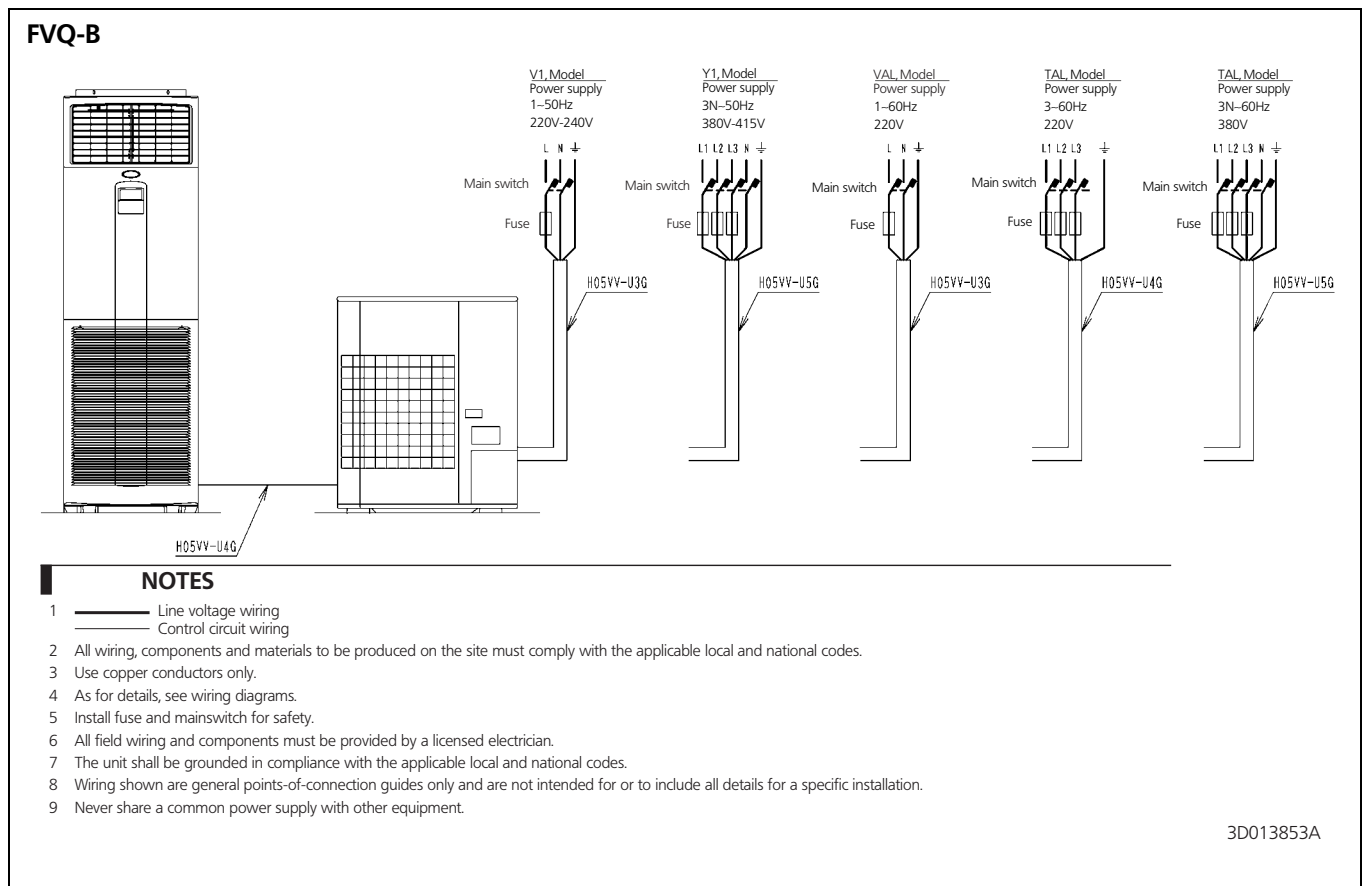 FVQ-B
V1, Model
Power supply
1~50Hz
220V-240V
L N
Main switch
Fuse
H05VV-U3G
Y1, Model
Power supply
3N~50Hz
380V-415V
L1 L2 L3 N
Main switch
Fuse
H05VV-U5G
VAL, Model
Power supply
1~60Hz
220V
L N
Main switch
Fuse
H05VV-U3G
TAL, Model
Power supply
3~60Hz
220V
L1 L2 L3
Main switch
Fuse
H05VV-U4G
TAL, Model
Power supply
3N~60Hz
380V
L1 L2 L3 N
Main switch
Fuse
H05VV-U5G
H05VV-U4G
NOTES
1 Line voltage wiring
Control circuit wiring
2 All wiring, components and materials to be produced on the site must comply with the applicable local and national codes.
3 Use copper conductors only.
4 As for details, see wiring diagrams.
5 Install fuse and mainswitch for safety.
6 All field wiring and components must be provided by a licensed electrician.
7 The unit shall be grounded in compliance with the applicable local and national codes.
8 Wiring shown are general points-of-connection guides only and are not intended for or to include all details for a specific installation.
9 Never share a common power supply with other equipment.
3D013853A